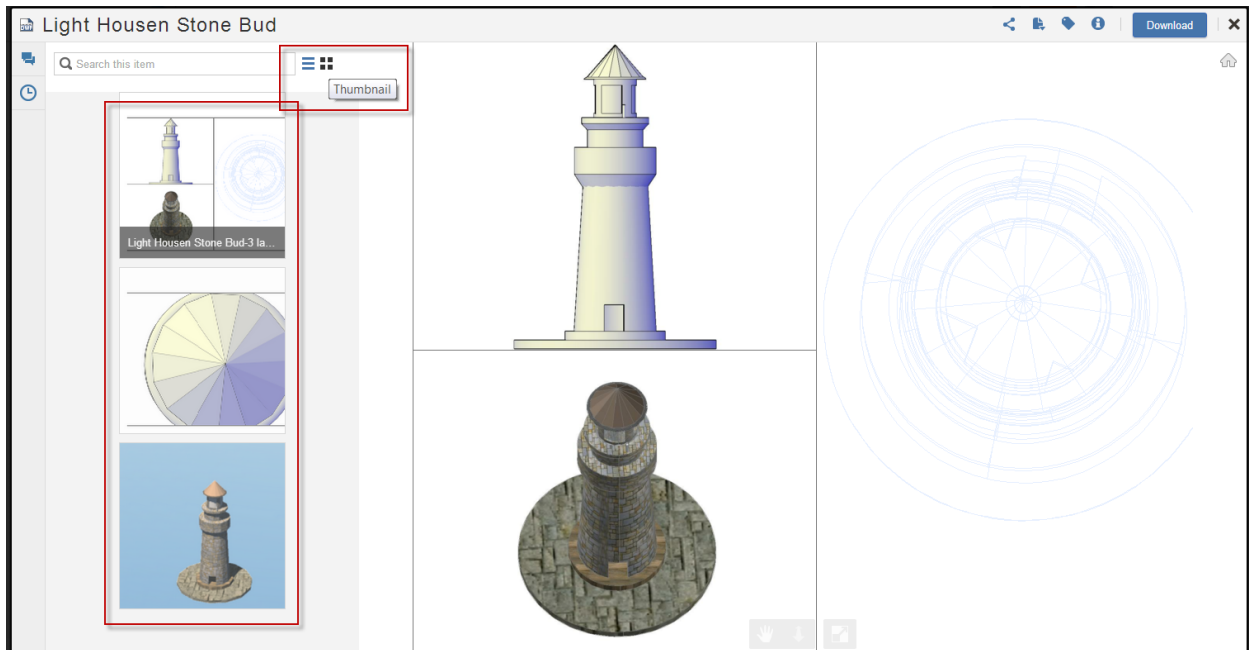 Light Housen Stone Bud
Download
Search this item
Thumbnail
Light Housen Stone Bud-3 la...